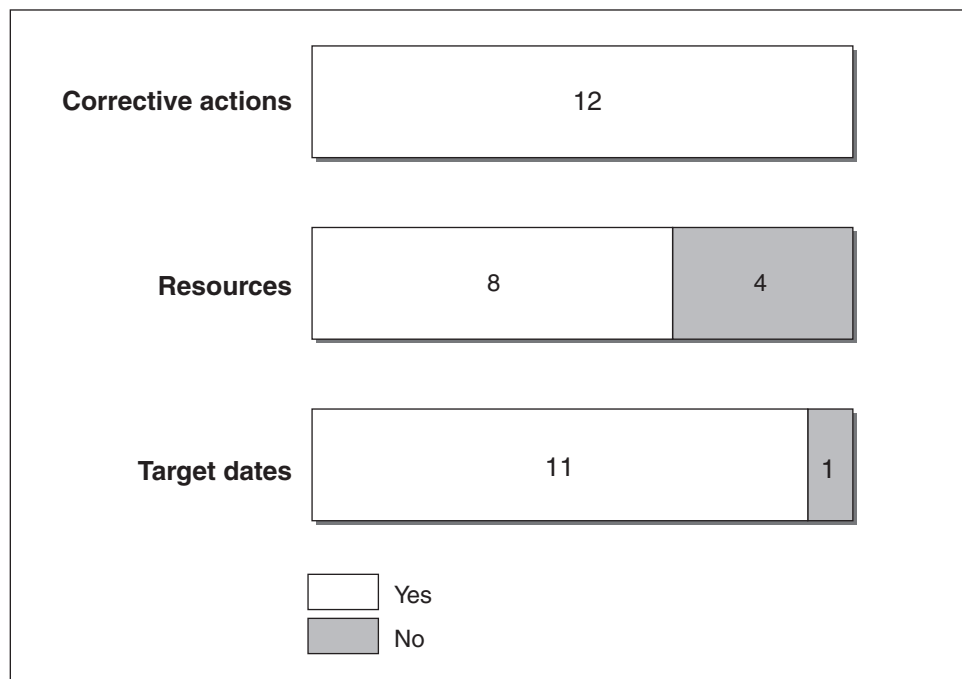 Corrective actions
12
Resources
8
4
Target dates
11
1
Yes
No